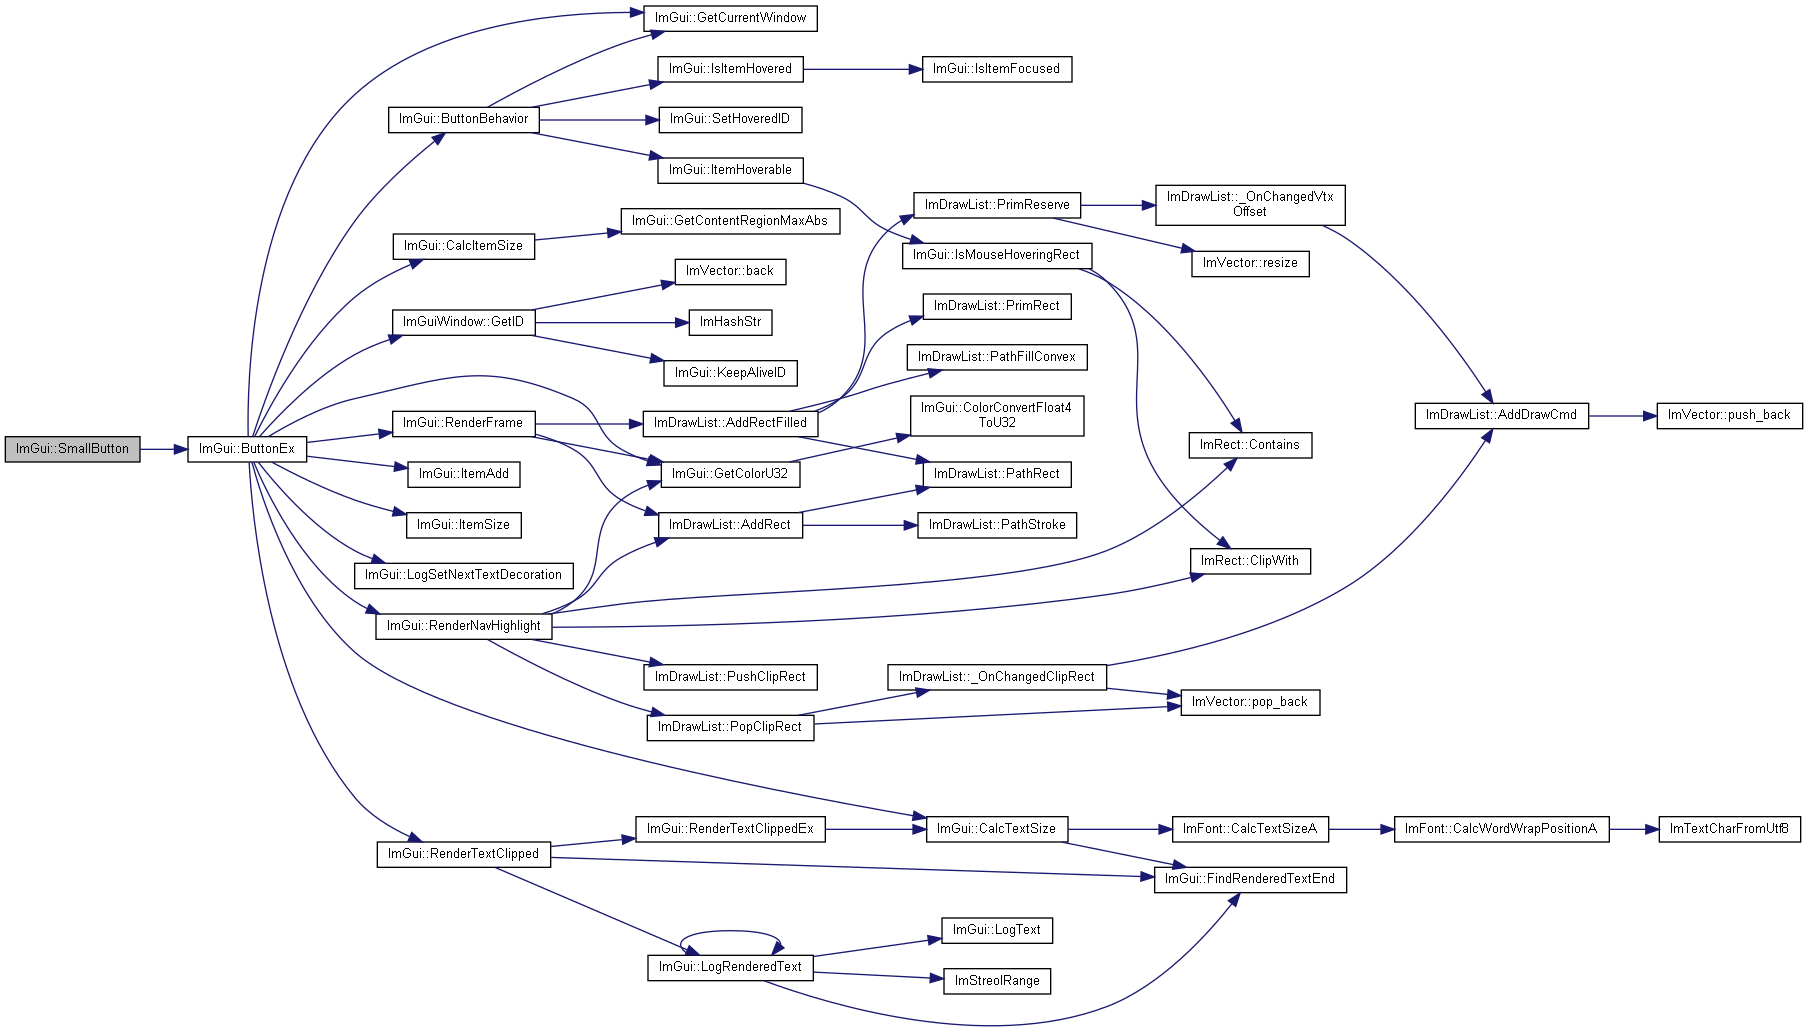 ImGui::SmallButton
ImGui::ButtonEx
ImGui::GetCurrentWindow
ImGui::ButtonBehavior
ImGui::IsItemHovered
ImGui::IsItemFocused
ImGui::SetHoveredID
ImGui::ItemHoverable
ImGui::CalcItemSize
ImGui::GetContentRegionMaxAbs
ImGuiWindow::GetID
ImVector::back
ImHashStr
ImGui::KeepAliveID
ImGui::RenderFrame
ImDrawList::AddRectFilled
ImGui::GetColorU32
ImDrawList::AddRect
ImGui::ItemAdd
ImGui::ItemSize
ImGui::LogSetNextTextDecoration
ImGui::RenderNavHighlight
ImDrawList::PushClipRect
ImDrawList::PopClipRect
ImDrawList::PrimReserve
ImGui::IsMouseHoveringRect
ImDrawList::PrimRect
ImDrawList::PathFillConvex
ImGui::ColorConvertFloat4
ToU32
ImDrawList::PathRect
ImDrawList::PathStroke
ImDrawList::_OnChangedClipRect
ImDrawList::_OnChangedVtx
Offset
ImVector::resize
ImRect::Contains
ImRect::ClipWith
ImVector::pop_back
ImDrawList::AddDrawCmd
ImVector::push_back
ImGui::RenderTextClipped
ImGui::RenderTextClippedEx
ImGui::CalcTextSize
ImFont::CalcTextSizeA
ImFont::CalcWordWrapPositionA
ImTextCharFromUtf8
ImGui::FindRenderedTextEnd
ImGui::LogRenderedText
ImGui::LogText
ImStreolRange